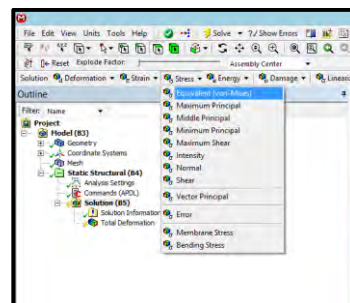 File Edit View Units Tools Help Solve ?/ Show Errors
Reset Explode Factor: Assembly Center
Solution Deformation Strain Stress Energy Damage Lineari
Outline
Filter: Name
Project
Model (B3)
Geometry
Coordinate Systems
Mesh
Static Structural (B4)
Analysis Settings
Commands (APDL)
Solution (B5)
Solution Information
Total Deformation
Equivalent (von-Mises)
Maximum Principal
Middle Principal
Minimum Principal
Maximum Shear
Intensity
Normal
Shear
Vector Principal
Error
Membrane Stress
Bending Stress